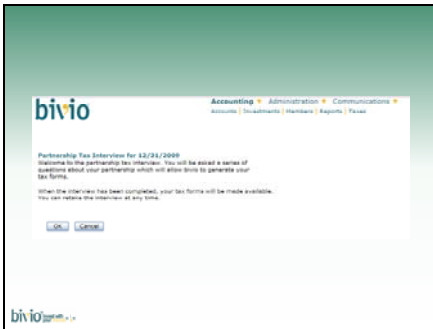 bivio
Accounting Administration Communications
Accounts | Investments | Members | Reports | Taxes
Partnership Tax Interview for 12/31/2009
Welcome to the partnership tax interview. You will be asked a series of
questions about your partnership which will allow bivio to generate your
tax forms.
When the interview has been completed, your tax forms will be made available.
You can retake the interview at any time.
OK Cancel
bivio